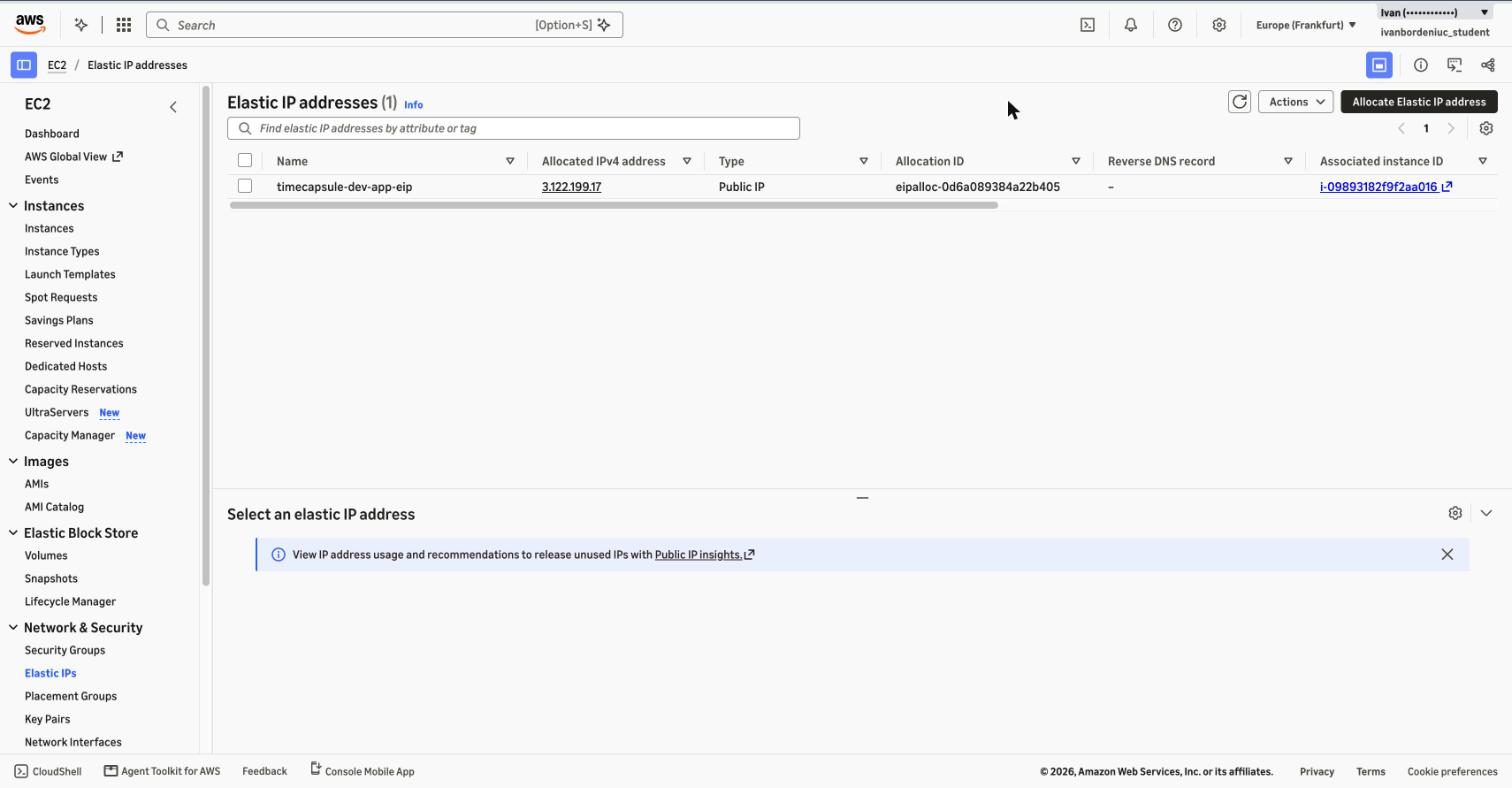 aws
Search [Option+S]
Europe (Frankfurt)
Ivan (••••••••••••)
ivanbordeniuc_student
EC2 / Elastic IP addresses
EC2
Dashboard
AWS Global View
Events
Instances
Instances
Instance Types
Launch Templates
Spot Requests
Savings Plans
Reserved Instances
Dedicated Hosts
Capacity Reservations
UltraServers New
Capacity Manager New
Images
AMIs
AMI Catalog
Elastic Block Store
Volumes
Snapshots
Lifecycle Manager
Network & Security
Security Groups
Elastic IPs
Placement Groups
Key Pairs
Network Interfaces
Elastic IP addresses (1) Info
Actions
Allocate Elastic IP address
Find elastic IP addresses by attribute or tag
1
Name Allocated IPv4 address Type Allocation ID Reverse DNS record Associated instance ID
timecapsule-dev-app-eip 3.122.199.17 Public IP eipalloc-0d6a089384a22b405 – i-09893182f9f2aa016
Select an elastic IP address
View IP address usage and recommendations to release unused IPs with Public IP insights.
CloudShell Agent Toolkit for AWS Feedback Console Mobile App
© 2026, Amazon Web Services, Inc. or its affiliates. Privacy Terms Cookie preferences